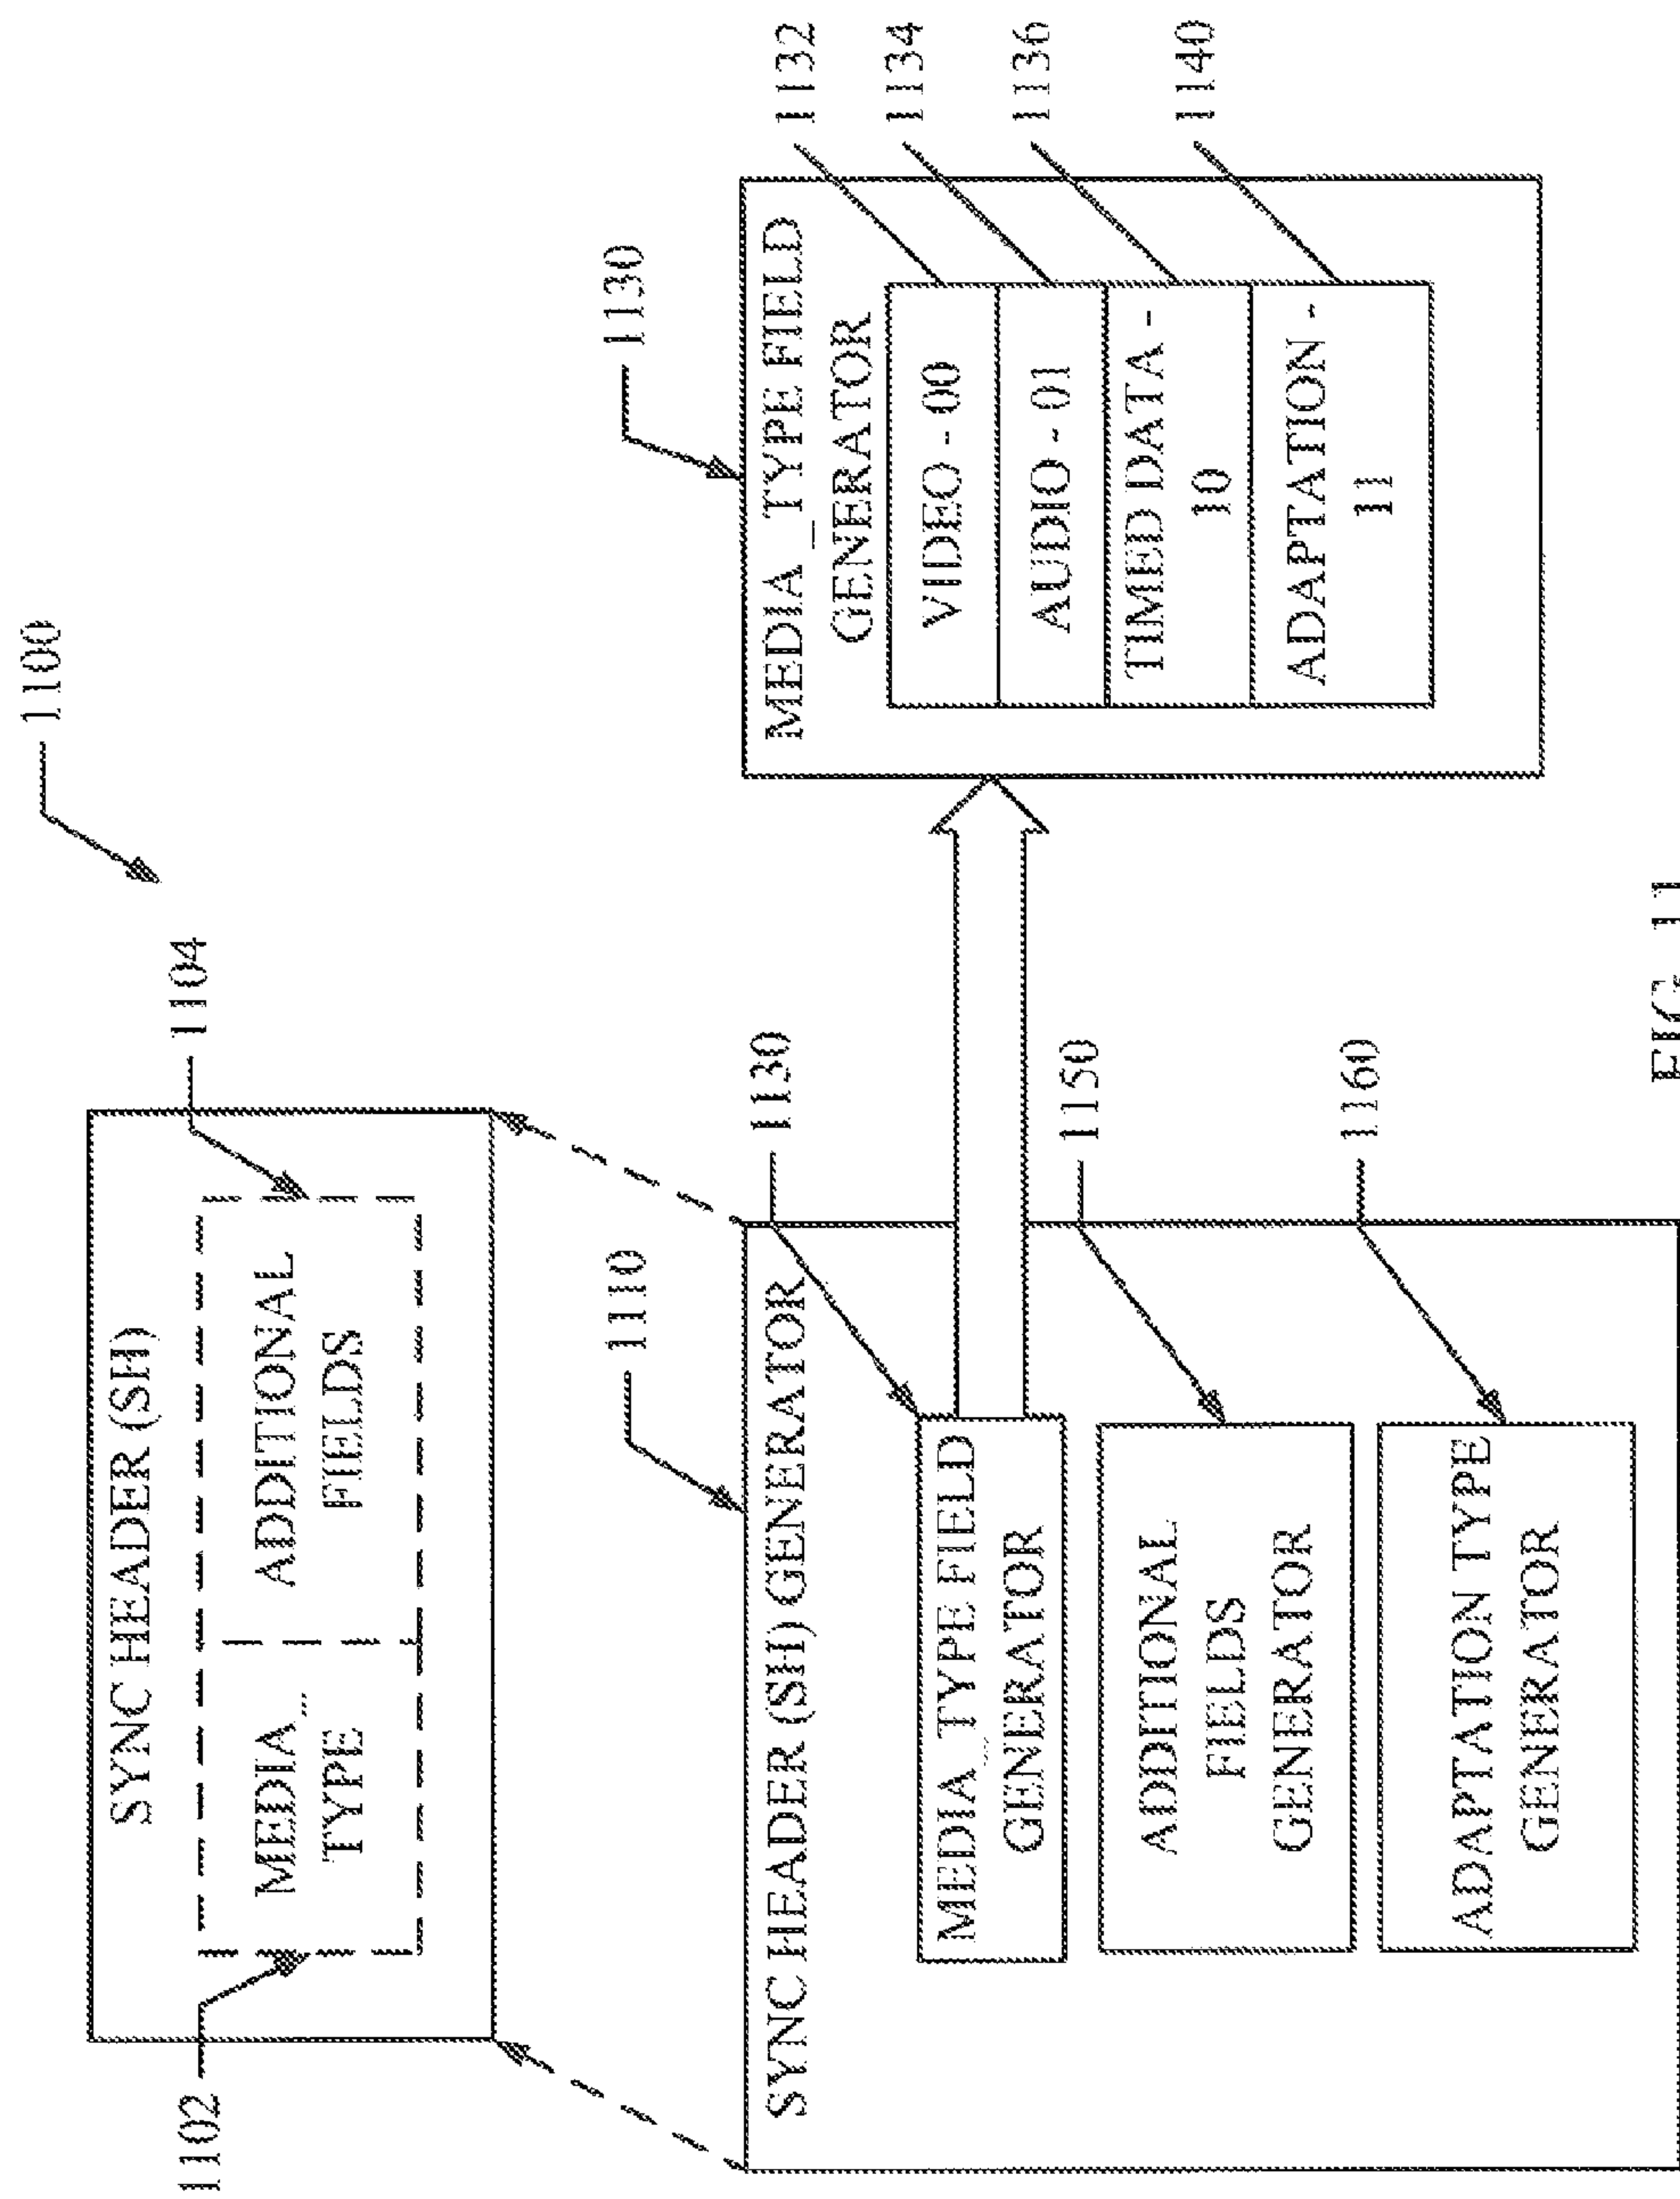 1100
SYNC HEADER (SH)
1102
MEDIA_
TYPE
ADDITIONAL
FIELDS
1104
1110
SYNC HEADER (SH) GENERATOR
1130
MEDIA_TYPE FIELD
GENERATOR
1150
ADDITIONAL
FIELDS
GENERATOR
1160
ADAPTATION TYPE
GENERATOR
1130
MEDIA_TYPE FIELD
GENERATOR
VIDEO - 00
1132
AUDIO - 01
1134
TIMED DATA -
10
1136
ADAPTATION -
11
1140
FIG. 11